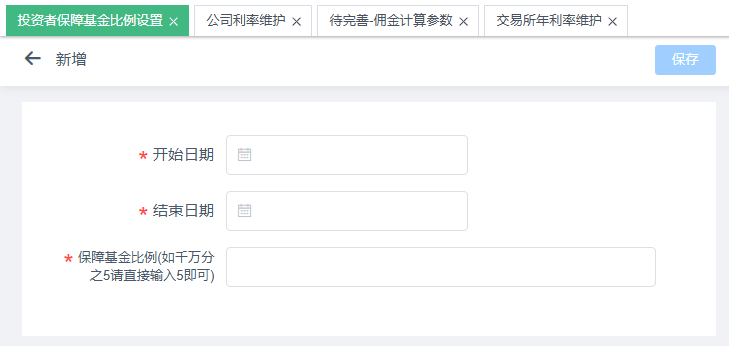 投资者保障基金比例设置 × 公司利率维护 × 待完善-佣金计算参数 × 交易所年利率维护 ×
← 新增 保存
* 开始日期
* 结束日期
* 保障基金比例(如千万分
之5请直接输入5即可)